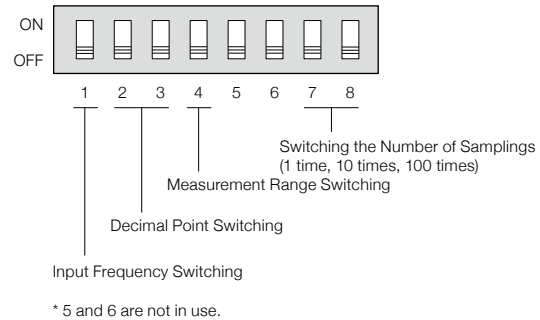 ON
OFF
1 2 3 4 5 6 7 8
Switching the Number of Samplings
(1 time, 10 times, 100 times)
Measurement Range Switching
Decimal Point Switching
Input Frequency Switching
* 5 and 6 are not in use.